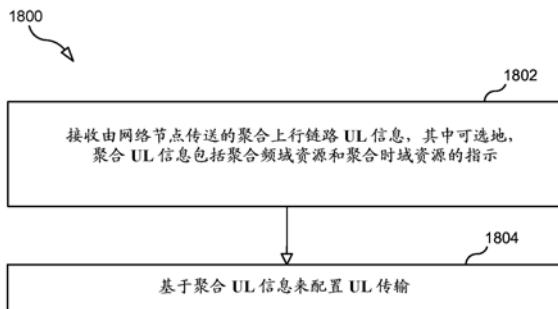 1800
1802
接收由网络节点传送的聚合上行链路 UL 信息，其中可选地，
聚合 UL 信息包括聚合频域资源和聚合时域资源的指示
1804
基于聚合 UL 信息来配置 UL 传输